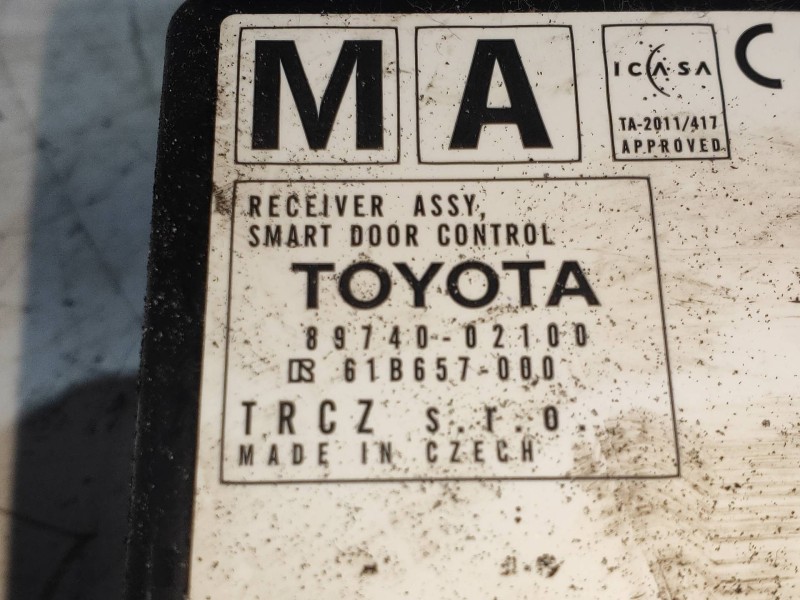 M A
ICASA
TA-2011/417
APPROVED
C
RECEIVER ASSY,
SMART DOOR CONTROL
TOYOTA
89740-02100
R 61B657-000
TRCZ s.r.o.
MADE IN CZECH